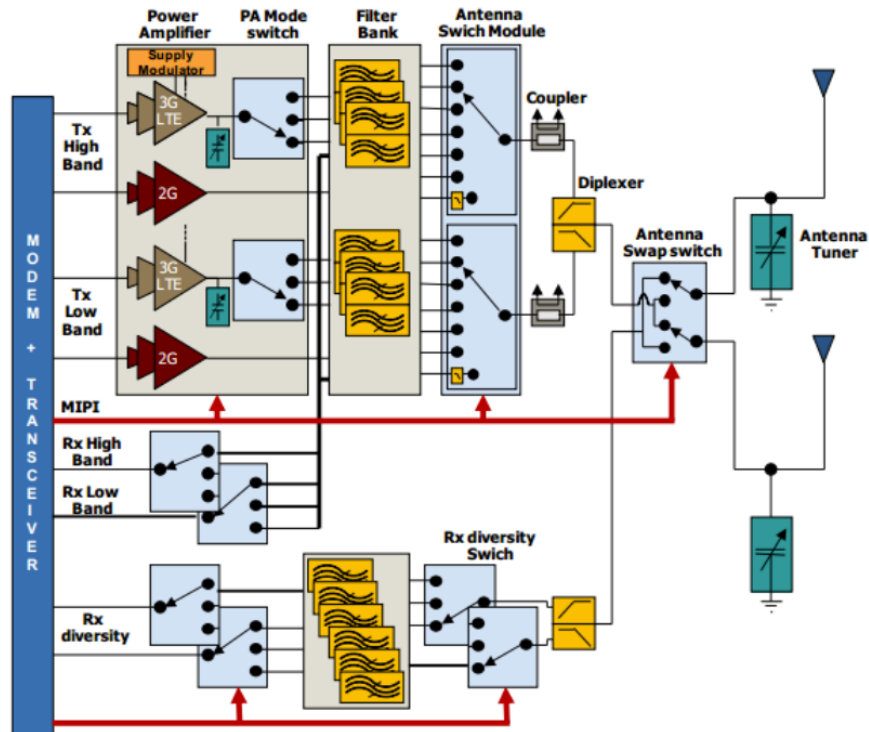 Power
Amplifier
PA Mode
switch
Filter
Bank
Antenna
Swich Module
Supply
Modulator
3G
LTE
Tx
High
Band
2G
Coupler
Diplexer
Antenna
Swap switch
Antenna
Tuner
3G
LTE
Tx
Low
Band
2G
MIPI
Rx High
Band
Rx Low
Band
Rx diversity
Swich
Rx
diversity
MODEM + TRANSCEIVER